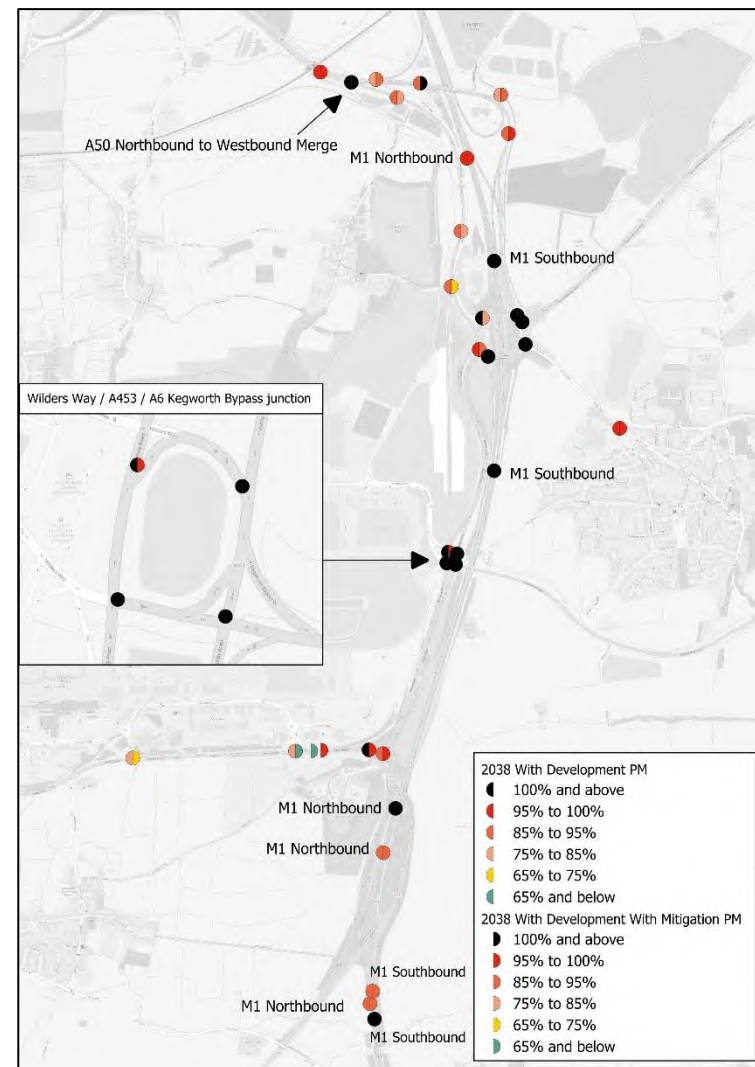 A50 Northbound to Westbound Merge
M1 Northbound
M1 Southbound
Wilders Way / A453 / A6 Kegworth Bypass junction
M1 Southbound
M1 Northbound
M1 Northbound
M1 Southbound
M1 Northbound
M1 Southbound
2038 With Development PM
100% and above
95% to 100%
85% to 95%
75% to 85%
65% to 75%
65% and below
2038 With Development With Mitigation PM
100% and above
95% to 100%
85% to 95%
75% to 85%
65% to 75%
65% and below